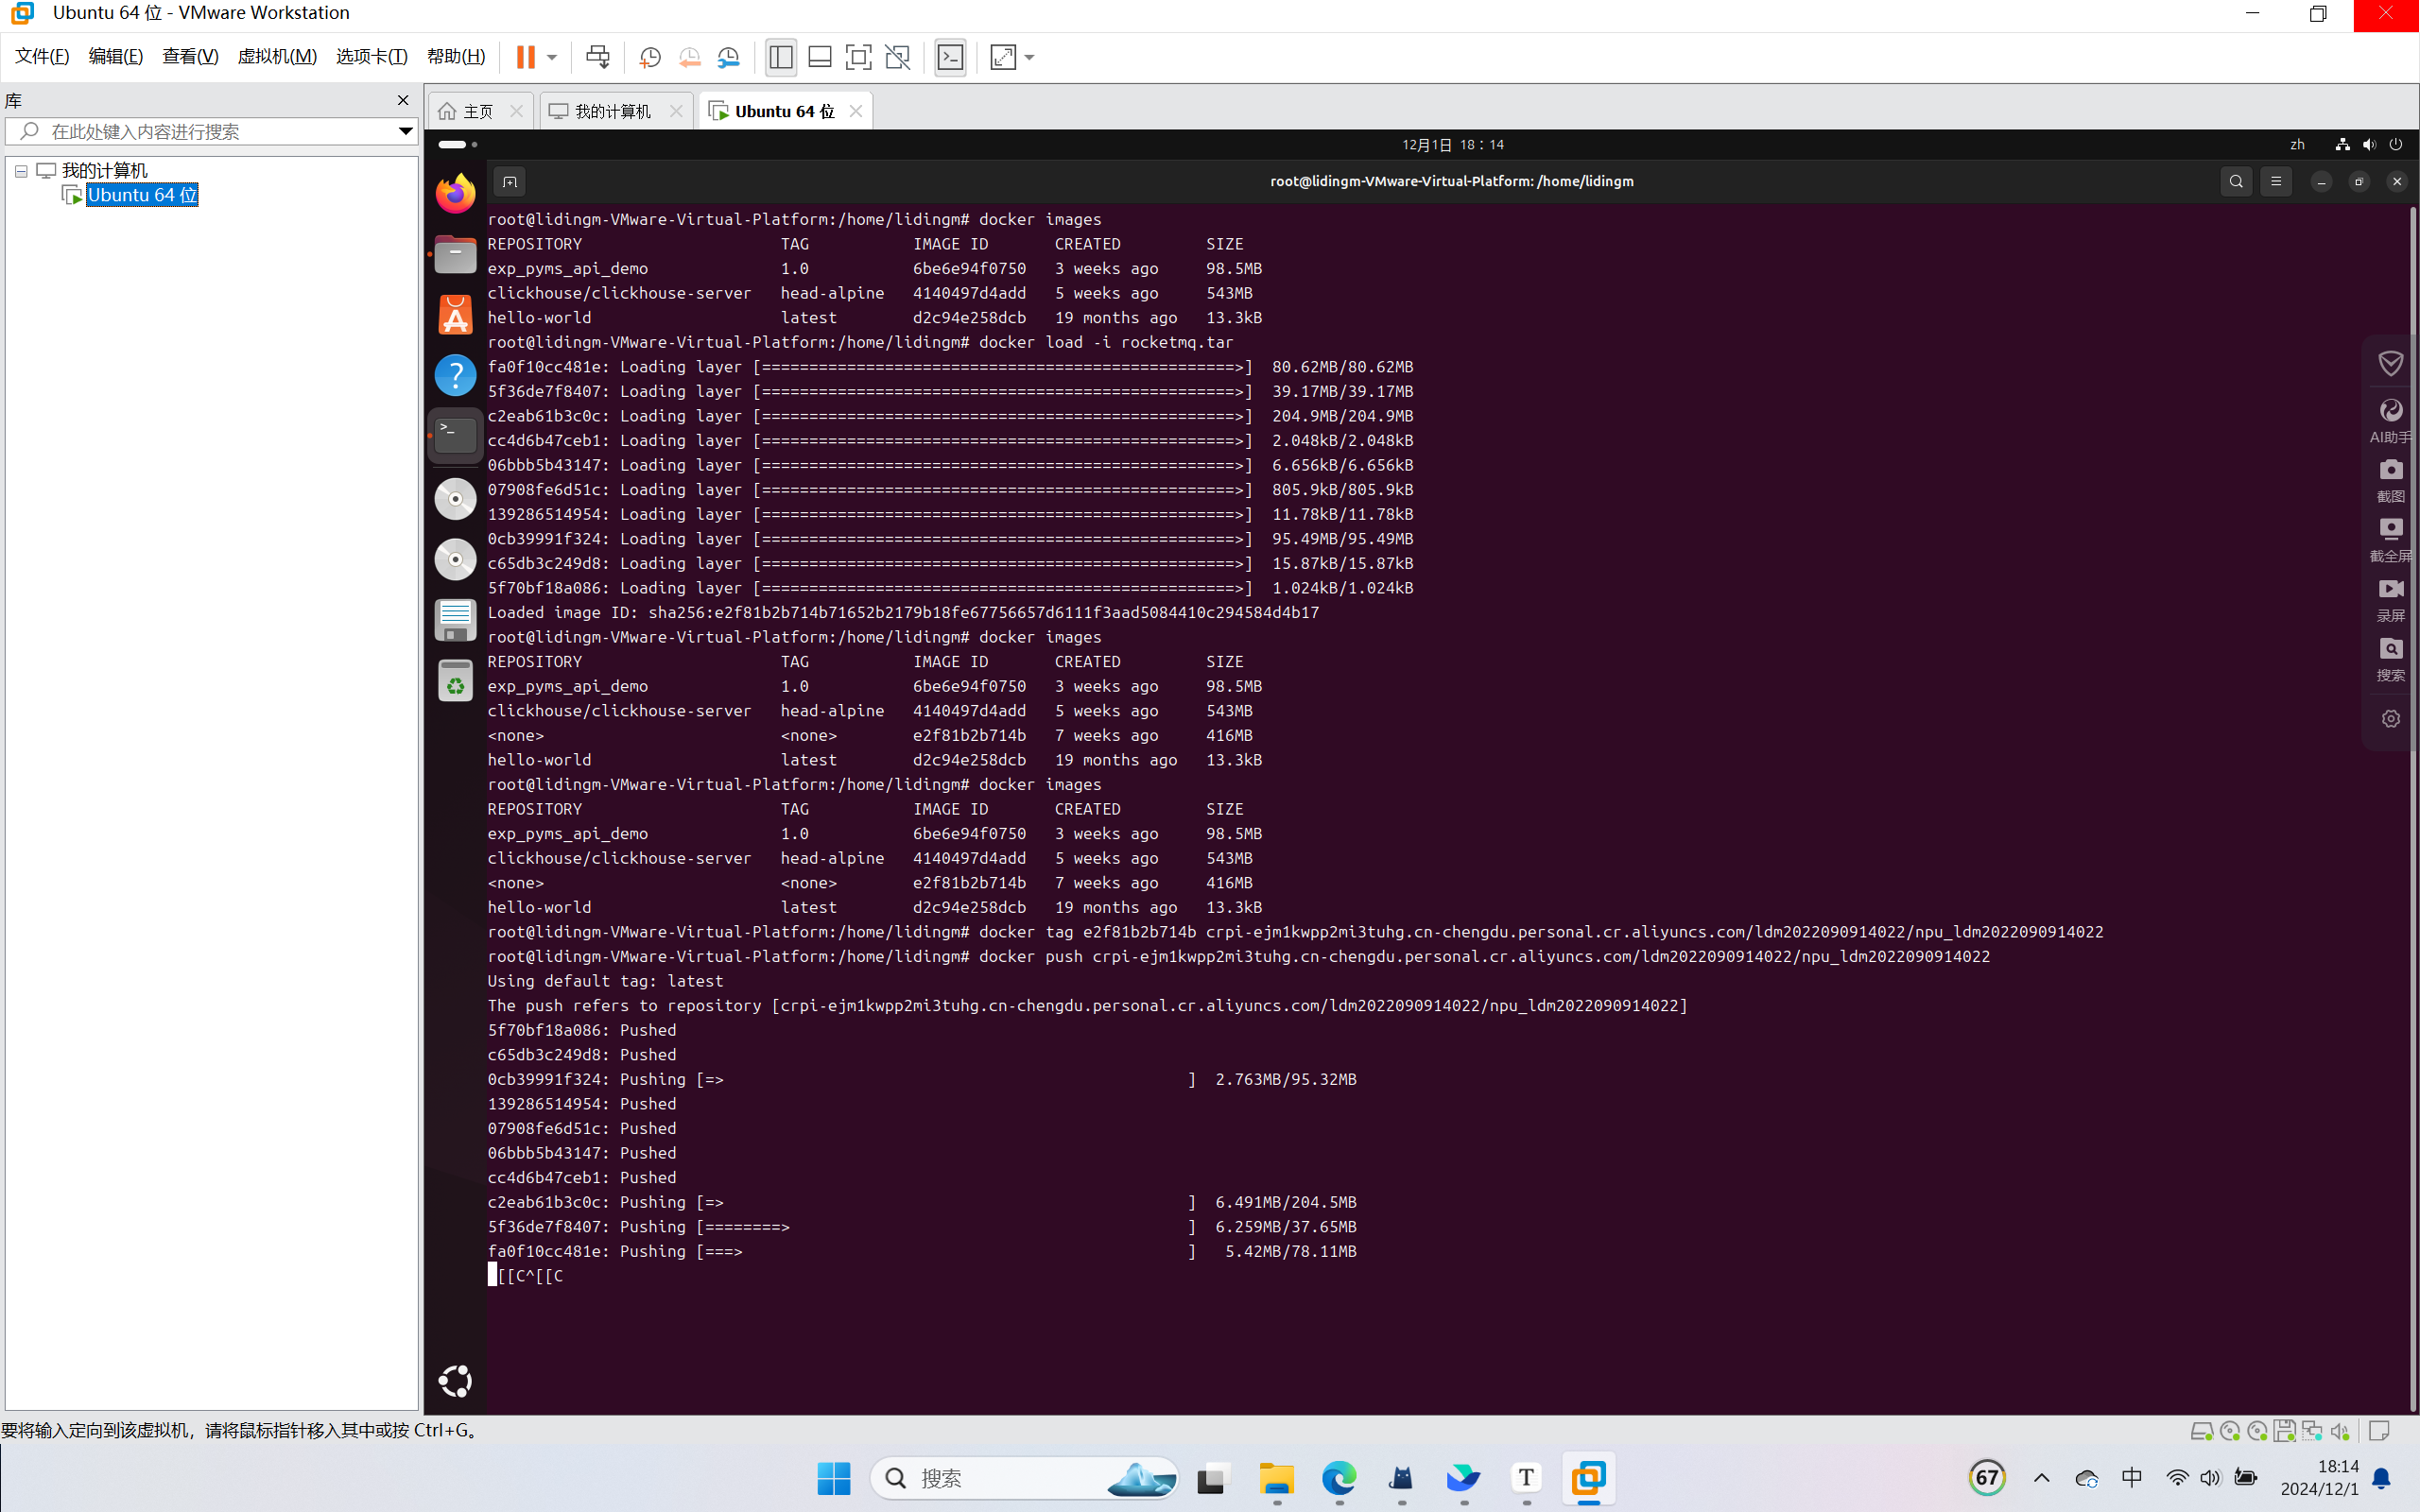 Ubuntu 64 位 - VMware Workstation
文件(F) 编辑(E) 查看(V) 虚拟机(M) 选项卡(T) 帮助(H)
库
在此处键入内容进行搜索
我的计算机
Ubuntu 64 位
主页 我的计算机 Ubuntu 64 位
12月1日 18：14 zh
root@lidingm-VMware-Virtual-Platform: /home/lidingm
root@lidingm-VMware-Virtual-Platform:/home/lidingm# docker images
REPOSITORY TAG IMAGE ID CREATED SIZE
exp_pyms_api_demo 1.0 6be6e94f0750 3 weeks ago 98.5MB
clickhouse/clickhouse-server head-alpine 4140497d4add 5 weeks ago 543MB
hello-world latest d2c94e258dcb 19 months ago 13.3kB
root@lidingm-VMware-Virtual-Platform:/home/lidingm# docker load -i rocketmq.tar
fa0f10cc481e: Loading layer [==================================================>] 80.62MB/80.62MB
5f36de7f8407: Loading layer [==================================================>] 39.17MB/39.17MB
c2eab61b3c0c: Loading layer [==================================================>] 204.9MB/204.9MB
cc4d6b47ceb1: Loading layer [==================================================>] 2.048kB/2.048kB
06bbb5b43147: Loading layer [==================================================>] 6.656kB/6.656kB
07908fe6d51c: Loading layer [==================================================>] 805.9kB/805.9kB
139286514954: Loading layer [==================================================>] 11.78kB/11.78kB
0cb39991f324: Loading layer [==================================================>] 95.49MB/95.49MB
c65db3c249d8: Loading layer [==================================================>] 15.87kB/15.87kB
5f70bf18a086: Loading layer [==================================================>] 1.024kB/1.024kB
Loaded image ID: sha256:e2f81b2b714b71652b2179b18fe67756657d6111f3aad5084410c294584d4b17
root@lidingm-VMware-Virtual-Platform:/home/lidingm# docker images
REPOSITORY TAG IMAGE ID CREATED SIZE
exp_pyms_api_demo 1.0 6be6e94f0750 3 weeks ago 98.5MB
clickhouse/clickhouse-server head-alpine 4140497d4add 5 weeks ago 543MB
<none> <none> e2f81b2b714b 7 weeks ago 416MB
hello-world latest d2c94e258dcb 19 months ago 13.3kB
root@lidingm-VMware-Virtual-Platform:/home/lidingm# docker images
REPOSITORY TAG IMAGE ID CREATED SIZE
exp_pyms_api_demo 1.0 6be6e94f0750 3 weeks ago 98.5MB
clickhouse/clickhouse-server head-alpine 4140497d4add 5 weeks ago 543MB
<none> <none> e2f81b2b714b 7 weeks ago 416MB
hello-world latest d2c94e258dcb 19 months ago 13.3kB
root@lidingm-VMware-Virtual-Platform:/home/lidingm# docker tag e2f81b2b714b crpi-ejm1kwpp2mi3tuhg.cn-chengdu.personal.cr.aliyuncs.com/ldm2022090914022/npu_ldm2022090914022
root@lidingm-VMware-Virtual-Platform:/home/lidingm# docker push crpi-ejm1kwpp2mi3tuhg.cn-chengdu.personal.cr.aliyuncs.com/ldm2022090914022/npu_ldm2022090914022
Using default tag: latest
The push refers to repository [crpi-ejm1kwpp2mi3tuhg.cn-chengdu.personal.cr.aliyuncs.com/ldm2022090914022/npu_ldm2022090914022]
5f70bf18a086: Pushed
c65db3c249d8: Pushed
0cb39991f324: Pushing [=> ] 2.763MB/95.32MB
139286514954: Pushed
07908fe6d51c: Pushed
06bbb5b43147: Pushed
cc4d6b47ceb1: Pushed
c2eab61b3c0c: Pushing [=> ] 6.491MB/204.5MB
5f36de7f8407: Pushing [========> ] 6.259MB/37.65MB
fa0f10cc481e: Pushing [===> ] 5.42MB/78.11MB
[[C^[[C
AI助手
截图
截全屏
录屏
搜索
要将输入定向到该虚拟机，请将鼠标指针移入其中或按 Ctrl+G。
搜索
T
67
中
18:14
2024/12/1